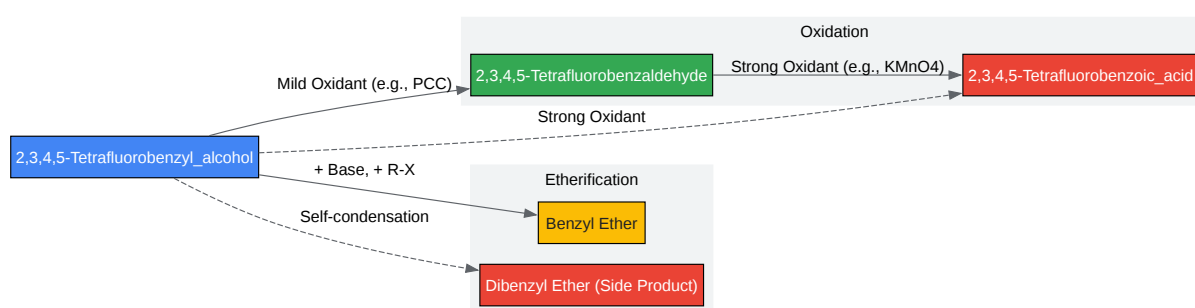 Oxidation
Mild Oxidant (e.g., PCC)
2,3,4,5-Tetrafluorobenzaldehyde
Strong Oxidant (e.g., KMnO4)
2,3,4,5-Tetrafluorobenzoic_acid
Strong Oxidant
2,3,4,5-Tetrafluorobenzyl_alcohol
+ Base, + R-X
Etherification
Self-condensation
Benzyl Ether
Dibenzyl Ether (Side Product)